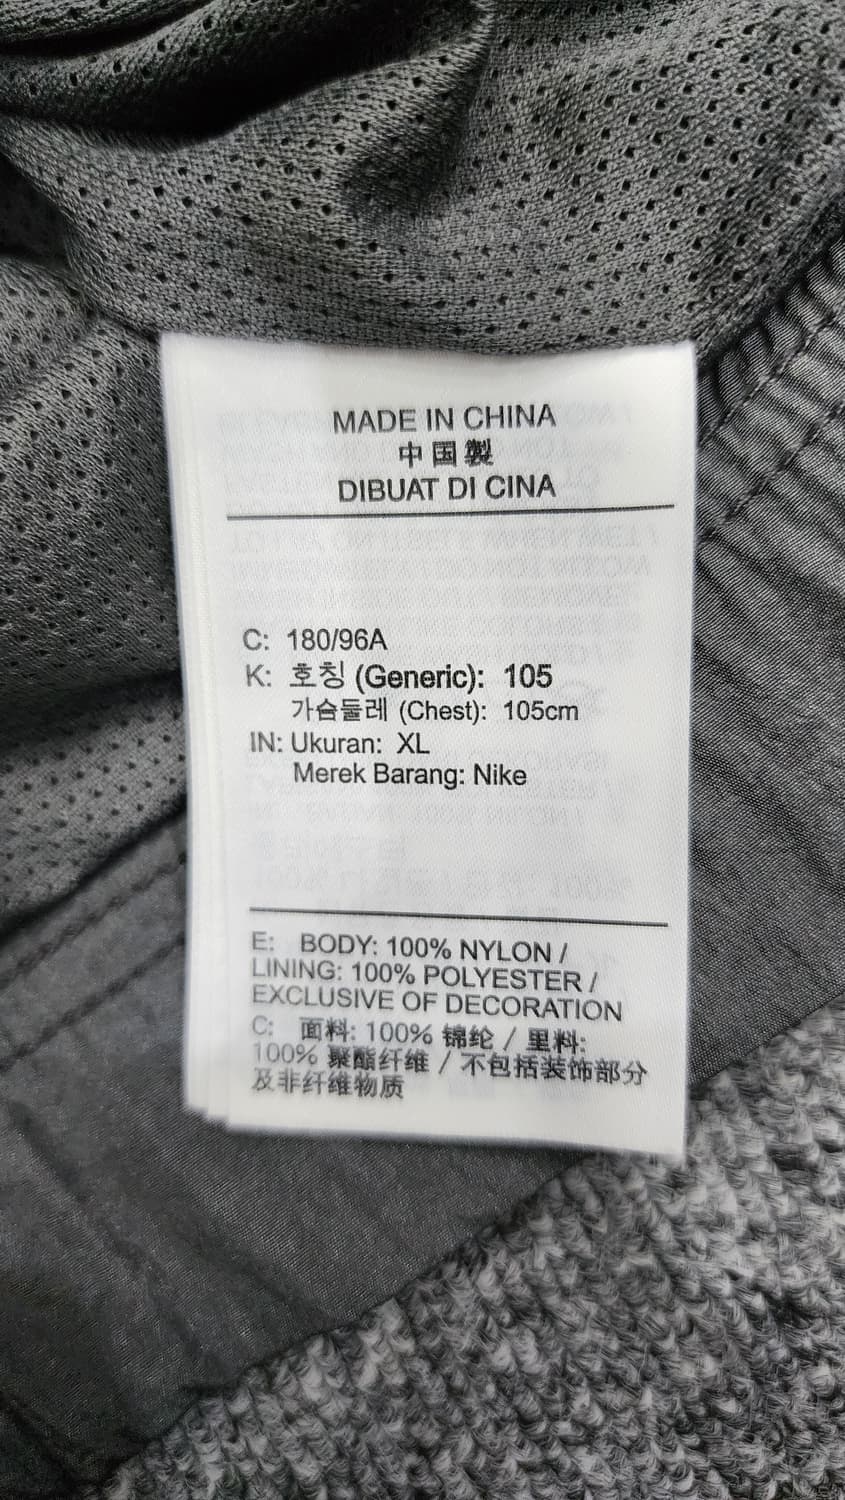 MADE IN CHINA
中国製
DIBUAT DI CINA
C: 180/96A
K: 호칭 (Generic): 105
가슴둘레 (Chest): 105cm
IN: Ukuran: XL
Merek Barang: Nike
E: BODY: 100% NYLON /
LINING: 100% POLYESTER /
EXCLUSIVE OF DECORATION
C: 面料: 100% 锦纶 / 里料:
100% 聚酯纤维 / 不包括装饰部分
及非纤维物质